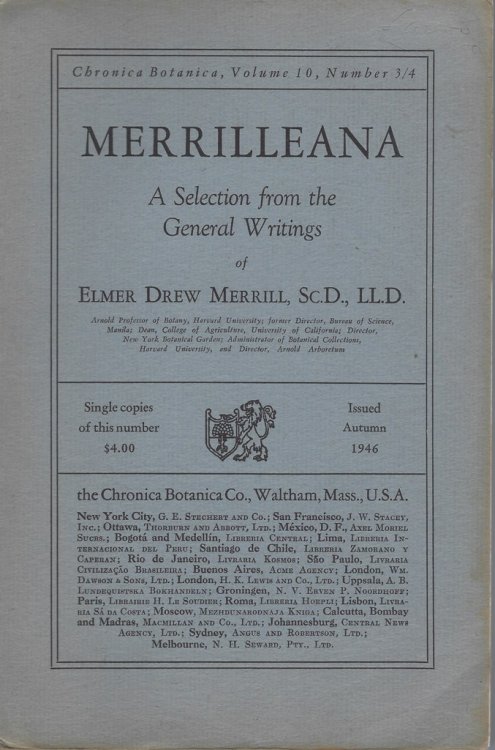 Chronica Botanica, Volume 10, Number 3/4
MERRILLEANA
A Selection from the
General Writings
of
ELMER DREW MERRILL, SC.D., LL.D.
Arnold Professor of Botany, Harvard University; former Director, Bureau of Science,
Manila; Dean, College of Agriculture, University of California; Director,
New York Botanical Garden; Administrator of Botanical Collections,
Harvard University, and Director, Arnold Arboretum
Single copies
of this number
$4.00
Issued
Autumn
1946
the Chronica Botanica Co., Waltham, Mass., U.S.A.
New York City, G. E. STECHERT AND CO.; San Francisco, J. W. STACEY,
INC.; Ottawa, THORBURN AND ABBOTT, LTD.; México, D. F., AXEL MORIEL
SUCRS.; Bogotá and Medellín, LIBRERIA CENTRAL; Lima, LIBRERIA IN-
TERNACIONAL DEL PERU; Santiago de Chile, LIBRERIA ZAMORANO Y
CAPERAN; Rio de Janeiro, LIVRARIA KOSMOS; São Paulo, LIVRARIA
CIVILIZAÇÃO BRASILEIRA; Buenos Aires, ACME AGENCY; London, WM.
DAWSON & SONS, LTD.; London, H. K. LEWIS AND CO., LTD.; Uppsala, A. B.
LUNDEQUISTSKA BOKHANDELN; Groningen, N. V. ERVEN P. NOORDHOFF;
Paris, LIBRAIRIE H. LE SOUDIER; Roma, LIBRERIA HOEPLI; Lisbon, LIVRA-
RIA SÁ DA COSTA; Moscow, MEZHDUNARODNAJA KNIGA; Calcutta, Bombay
and Madras, MACMILLAN AND CO., LTD.; Johannesburg, CENTRAL NEWS
AGENCY, LTD.; Sydney, ANGUS AND ROBERTSON, LTD.;
Melbourne, N. H. SEWARD, PTY., LTD.